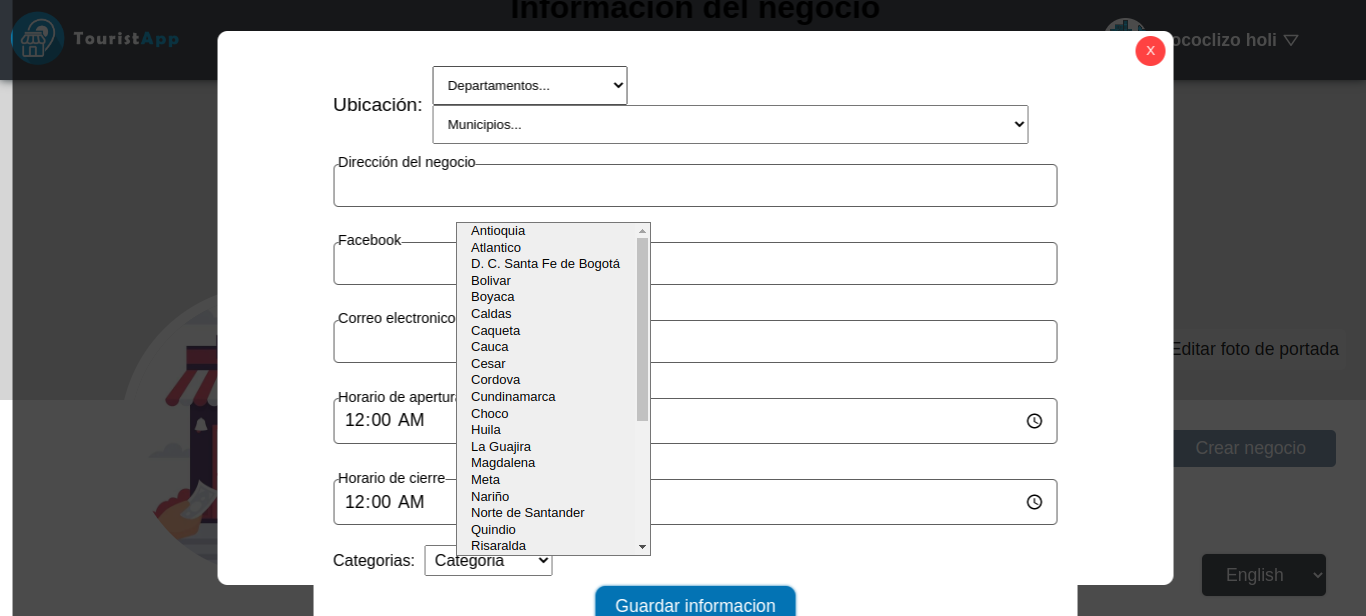 Información del negocio
TouristApp
ococlizo holi ▽
X
Ubicación:
Departamentos...
Municipios...
Dirección del negocio
Facebook
Correo electronico
Horario de apertura
12:00 AM
Horario de cierre
12:00 AM
Antioquia
Atlantico
D. C. Santa Fe de Bogotá
Bolivar
Boyaca
Caldas
Caqueta
Cauca
Cesar
Cordova
Cundinamarca
Choco
Huila
La Guajira
Magdalena
Meta
Nariño
Norte de Santander
Quindio
Risaralda
Categorias:
Categoria
Guardar informacion
Editar foto de portada
Crear negocio
English